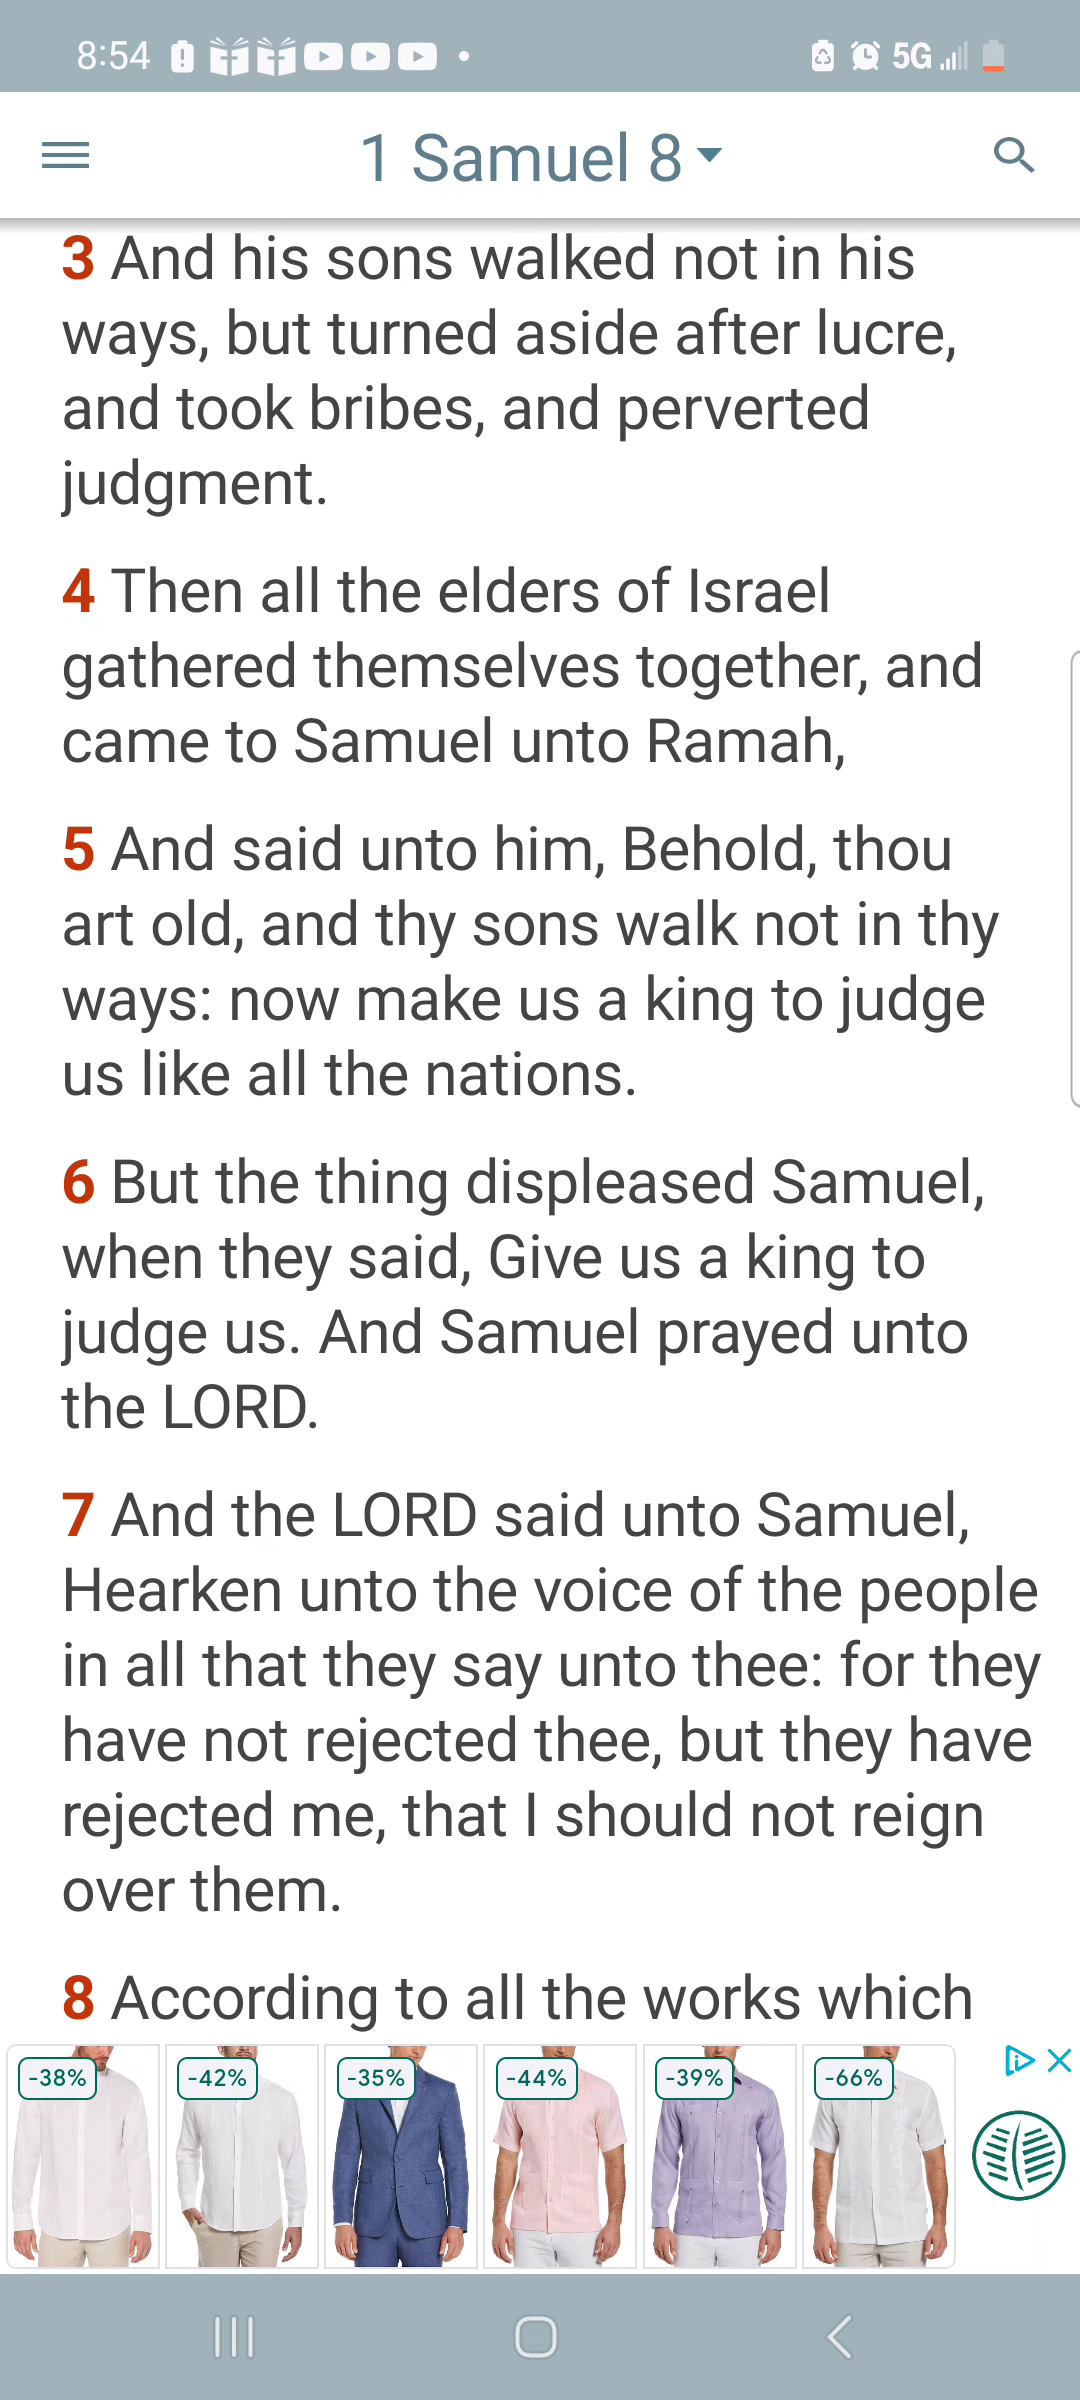 8:54
5G
1 Samuel 8
3 And his sons walked not in his
ways, but turned aside after lucre,
and took bribes, and perverted
judgment.
4 Then all the elders of Israel
gathered themselves together, and
came to Samuel unto Ramah,
5 And said unto him, Behold, thou
art old, and thy sons walk not in thy
ways: now make us a king to judge
us like all the nations.
6 But the thing displeased Samuel,
when they said, Give us a king to
judge us. And Samuel prayed unto
the LORD.
7 And the LORD said unto Samuel,
Hearken unto the voice of the people
in all that they say unto thee: for they
have not rejected thee, but they have
rejected me, that I should not reign
over them.
8 According to all the works which
-38% -42% -35% -44% -39% -66%